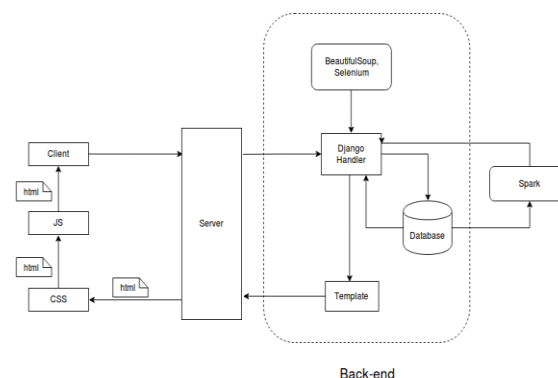 BeautifulSoup,
Selenium
Client
Django
Handler
html
Spark
JS
Server
Database
html
html
CSS
Template
Back-end